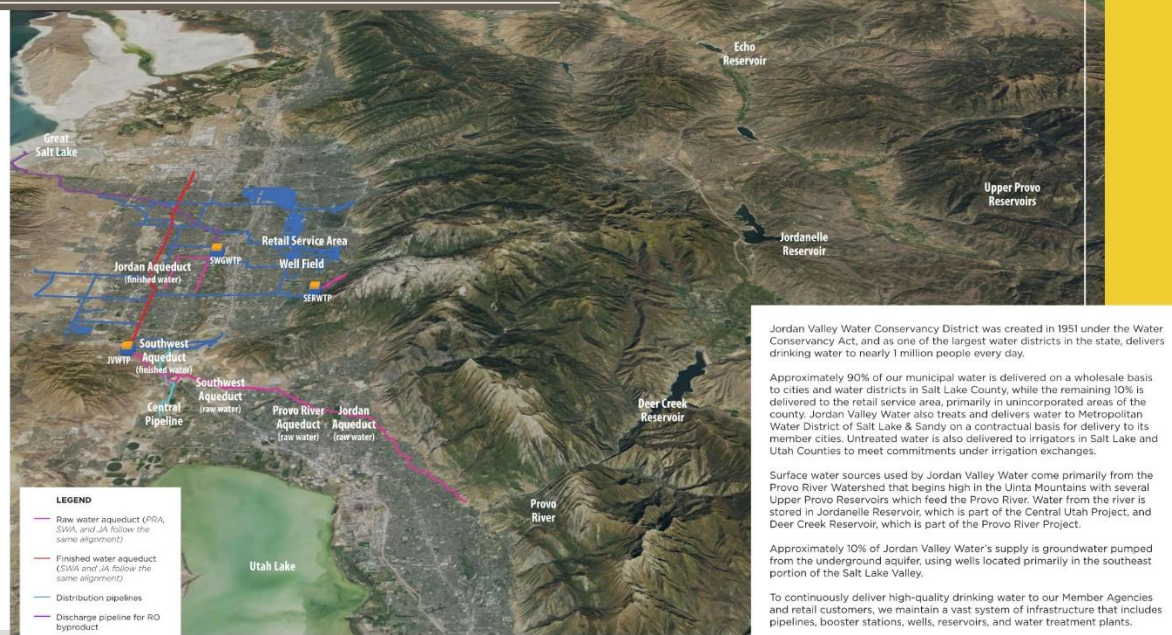 Echo
Reservoir
Great
Salt Lake
Upper Provo
Reservoirs
Jordanelle
Reservoir
Retail Service Area
SWGWTP
Well Field
Jordan Aqueduct
(finished water)
SERWTP
JVWTP
Southwest
Aqueduct
(finished water)
Southwest
Aqueduct
(raw water)
Central
Pipeline
Provo River
Aqueduct
(raw water)
Jordan
Aqueduct
(raw water)
Deer Creek
Reservoir
Provo
River
Utah Lake
LEGEND
Raw water aqueduct (PRA,
SWA, and JA follow the
same alignment)
Finished water aqueduct
(SWA and JA follow the
same alignment)
Distribution pipelines
Discharge pipeline for RO
byproduct
Jordan Valley Water Conservancy District was created in 1951 under the Water
Conservancy Act, and as one of the largest water districts in the state, delivers
drinking water to nearly 1 million people every day.
Approximately 90% of our municipal water is delivered on a wholesale basis
to cities and water districts in Salt Lake County, while the remaining 10% is
delivered to the retail service area, primarily in unincorporated areas of the
county. Jordan Valley Water also treats and delivers water to Metropolitan
Water District of Salt Lake & Sandy on a contractual basis for delivery to its
member cities. Untreated water is also delivered to irrigators in Salt Lake and
Utah Counties to meet commitments under irrigation exchanges.
Surface water sources used by Jordan Valley Water come primarily from the
Provo River Watershed that begins high in the Uinta Mountains with several
Upper Provo Reservoirs which feed the Provo River. Water from the river is
stored in Jordanelle Reservoir, which is part of the Central Utah Project, and
Deer Creek Reservoir, which is part of the Provo River Project.
Approximately 10% of Jordan Valley Water's supply is groundwater pumped
from the underground aquifer, using wells located primarily in the southeast
portion of the Salt Lake Valley.
To continuously deliver high-quality drinking water to our Member Agencies
and retail customers, we maintain a vast system of infrastructure that includes
pipelines, booster stations, wells, reservoirs, and water treatment plants.